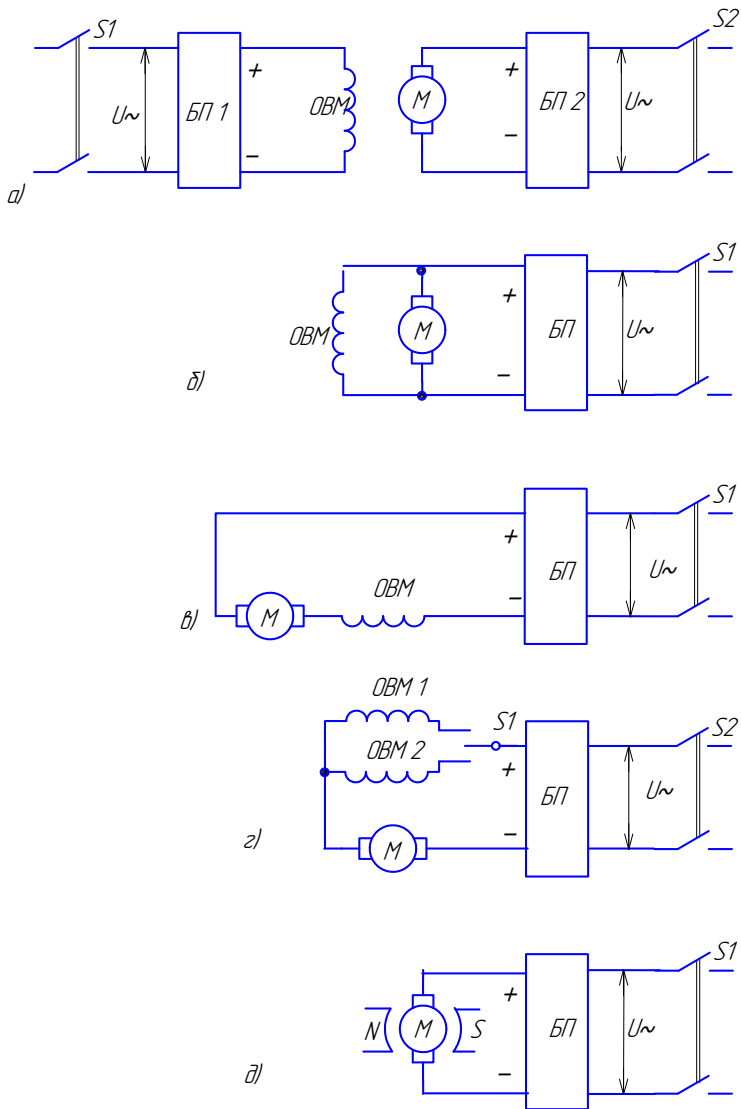 S1 S2
+ +
U~ БП 1 ОВМ М БП 2 U~
− −
а)
S1
+
ОВМ М БП U~
−
б)
S1
+
ОВМ БП U~
−
в) М
ОВМ 1
S1 S2
ОВМ 2
+
БП U~
−
г) М
S1
+
N М S БП U~
−
д)